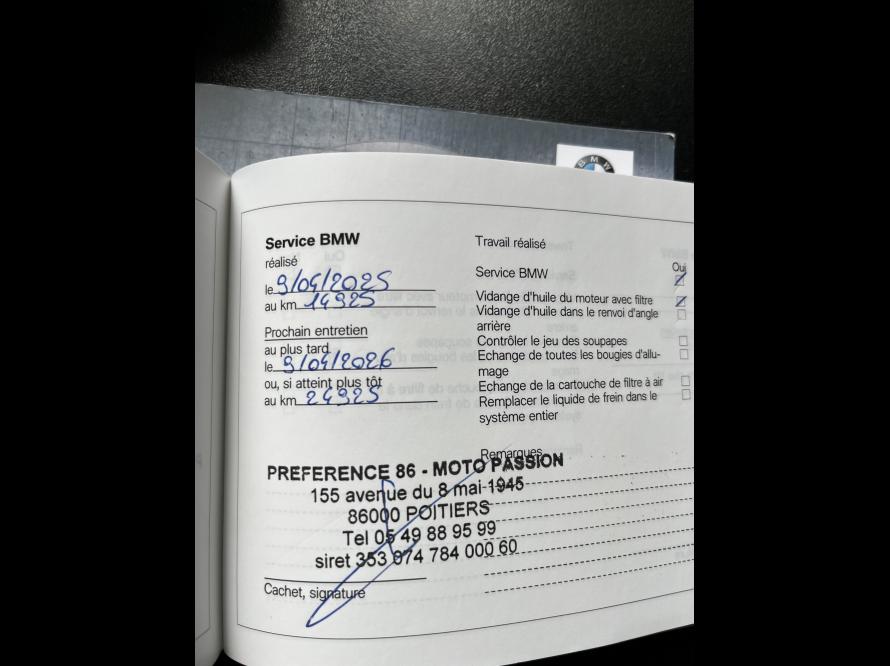 BMW
Service BMW
réalisé
le 9/04/2025
au km 14925
Prochain entretien
au plus tard
le 9/04/2026
ou, si atteint plus tôt
au km 24925
Travail réalisé
Oui
Service BMW
Vidange d'huile du moteur avec filtre
Vidange d'huile dans le renvoi d'angle
arrière
Contrôler le jeu des soupapes
Echange de toutes les bougies d'allu-
mage
Echange de la cartouche de filtre à air
Remplacer le liquide de frein dans le
système entier
Remarques
PREFERENCE 86 - MOTO PASSION
155 avenue du 8 mai 1945
86000 POITIERS
Tel 05 49 88 95 99
siret 353 974 784 000 60
Cachet, signature